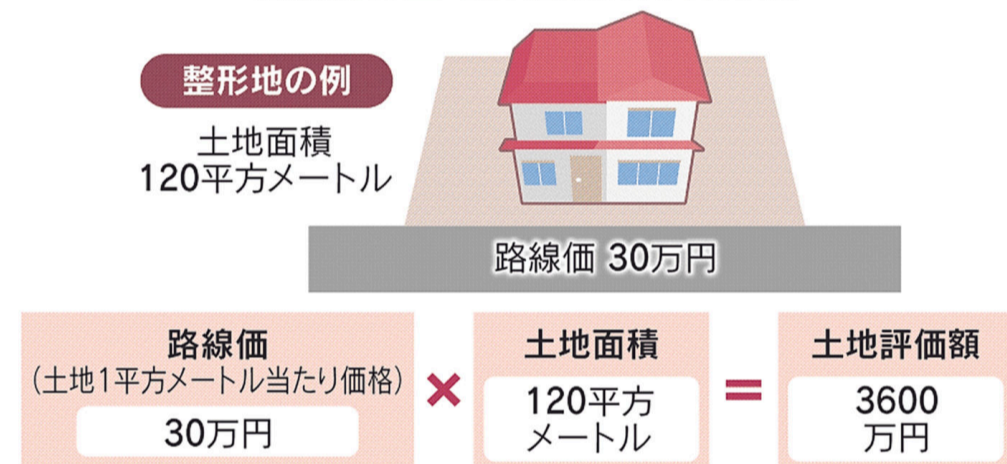 整形地の例
土地面積
120平方メートル
路線価 30万円
路線価
（土地1平方メートル当たり価格）
30万円
×
土地面積
120平方
メートル
=
土地評価額
3600
万円